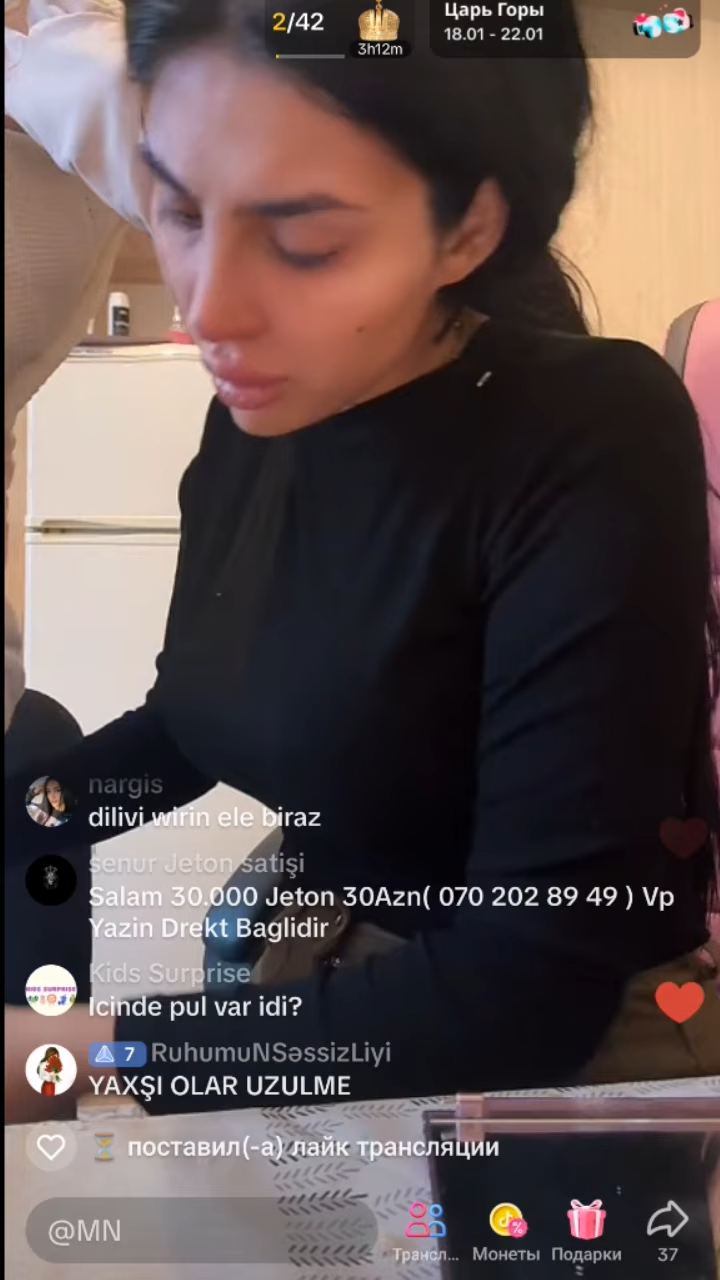 2/42
3h12m
Царь Горы
18.01 - 22.01
nargis
dilivi wirin ele biraz
senur Jeton satişi
Salam 30.000 Jeton 30Azn( 070 202 89 49 ) Vp
Yazin Drekt Baglidir
KIDS SURPRISE
Kids Surprise
Icinde pul var idi?
7 RuhumuNSəssizLiyi
YAXŞI OLAR UZULME
поставил(-а) лайк трансляции
@MN
Трансл... Монеты Подарки 37